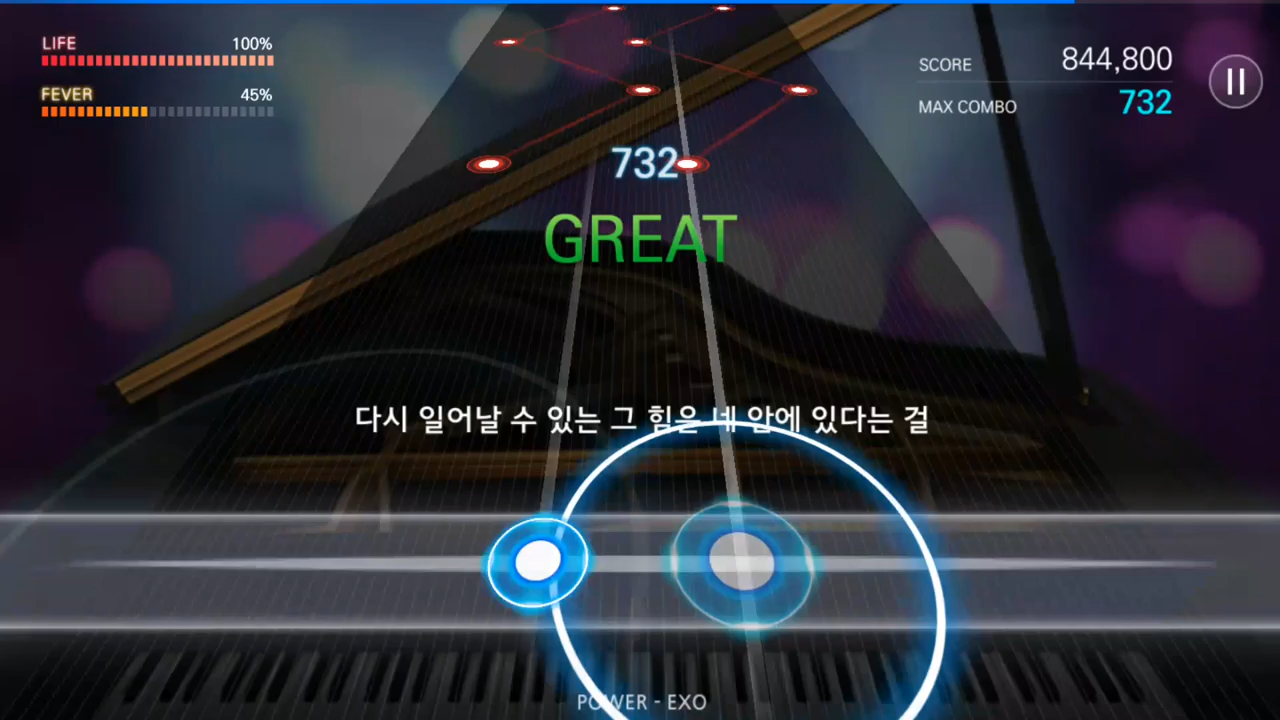 LIFE 100%
FEVER 45%
SCORE 844,800
MAX COMBO 732
732
GREAT
다시 일어날 수 있는 그 힘은 네 안에 있다는 걸
POWER - EXO